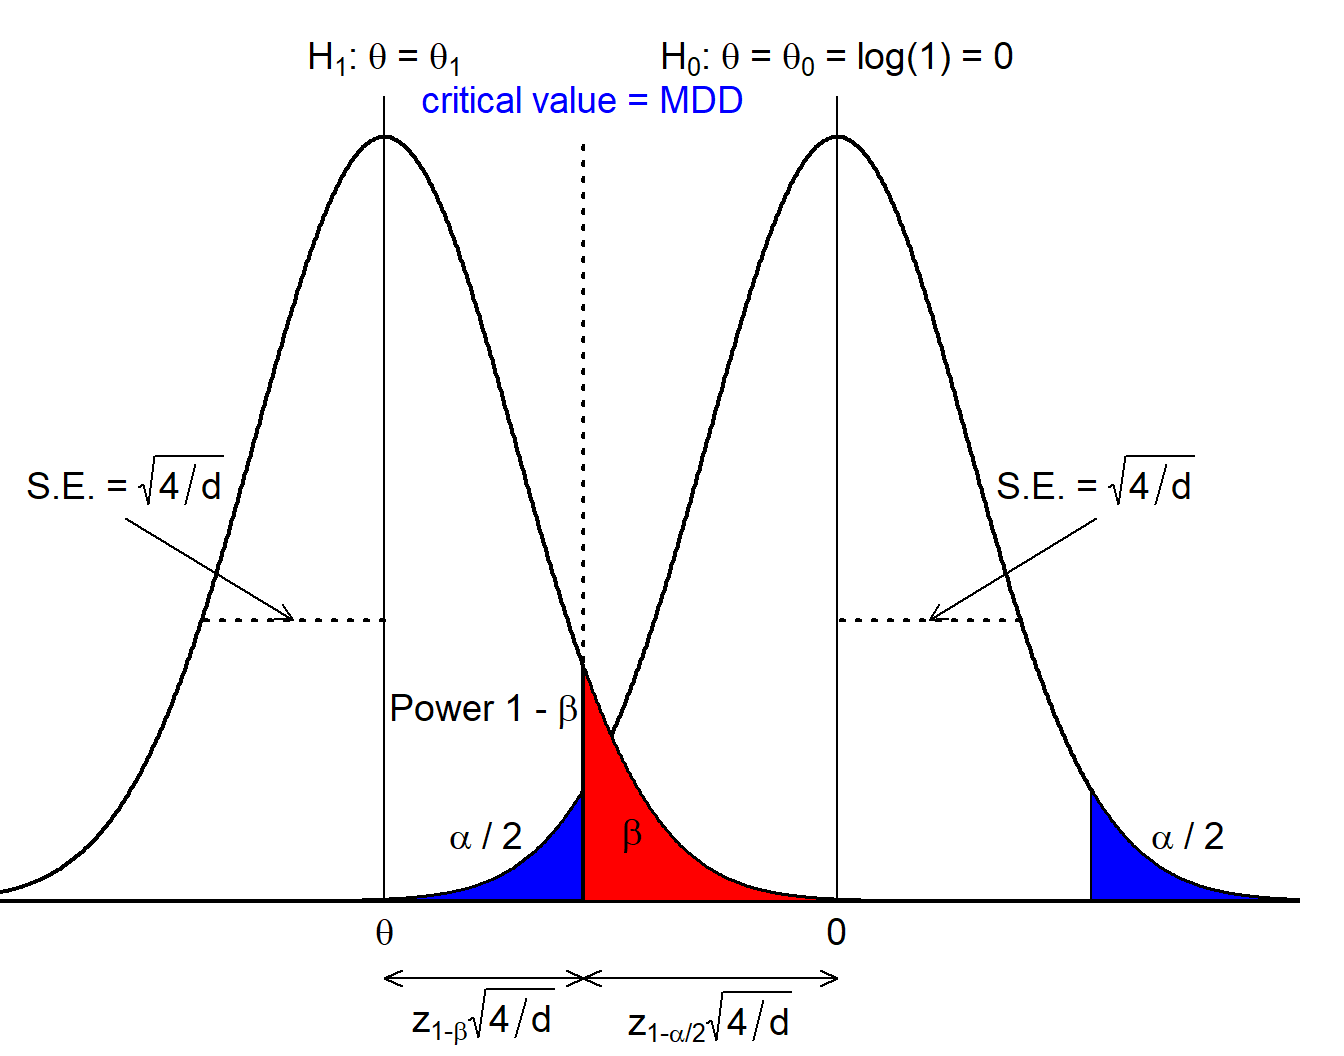 H₁: θ = θ₁
H₀: θ = θ₀ = log(1) = 0
critical value = MDD
S.E. = √4/d
S.E. = √4/d
Power 1 - β
α / 2
β
α / 2
θ
0
z₁₋β√4/d
z₁₋α/₂√4/d